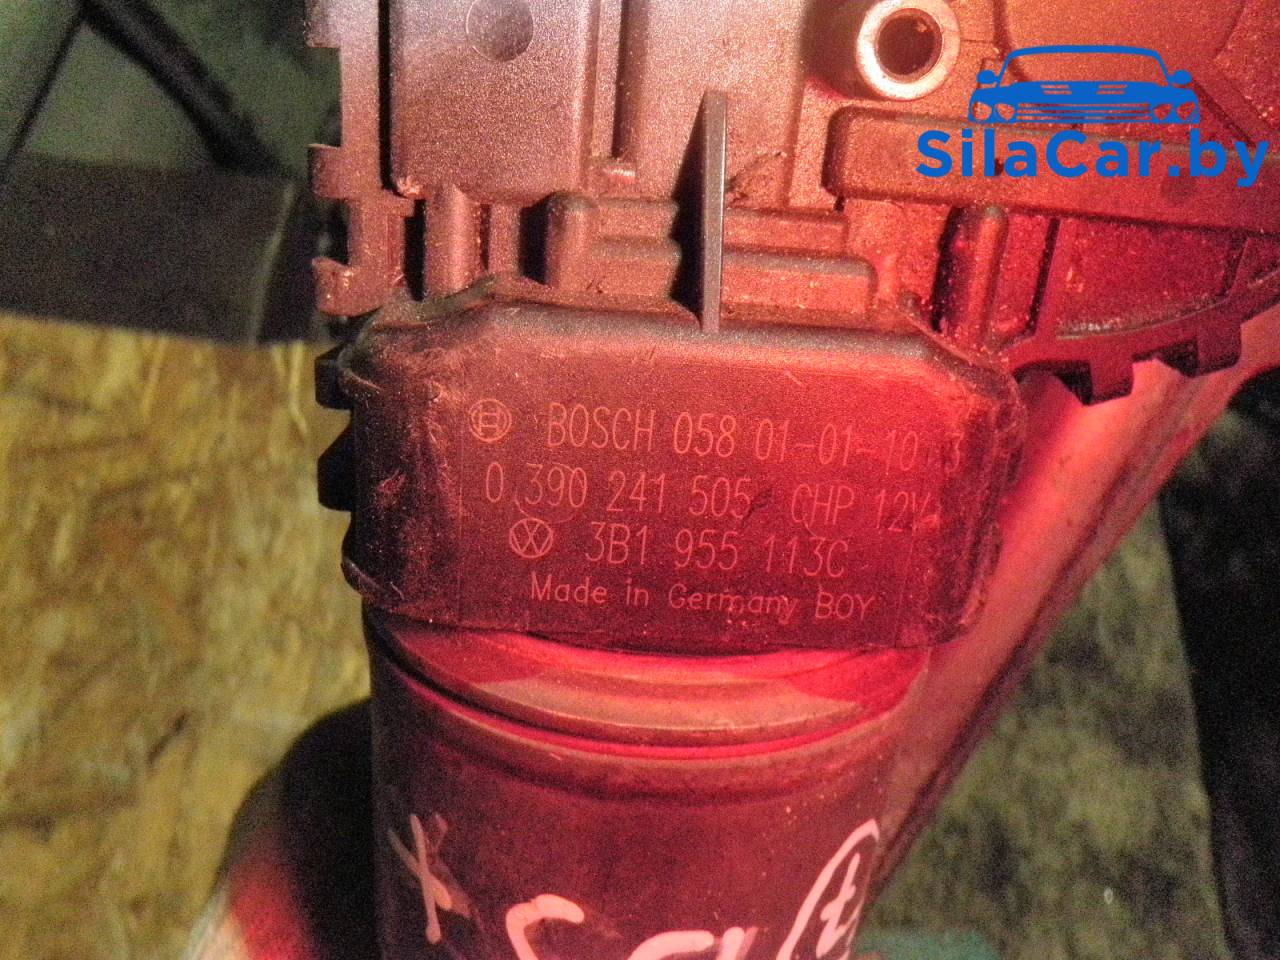 SilaCar.by
BOSCH 058 01-01-10
0 390 241 505 CHP 12V
3B1 955 113C
Made in Germany BOY